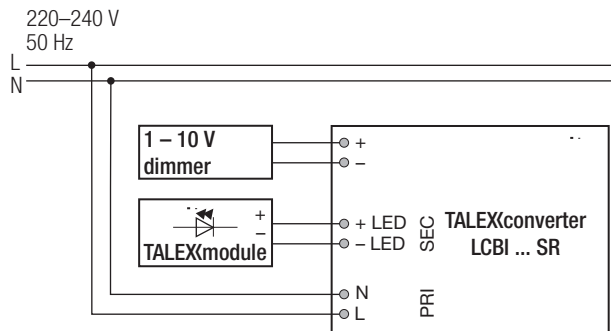 220–240 V
50 Hz
L
N
1 – 10 V
dimmer
+
–
+
–
TALEXmodule
+ LED
– LED
SEC
TALEXconverter
LCBI ... SR
N
L
PRI